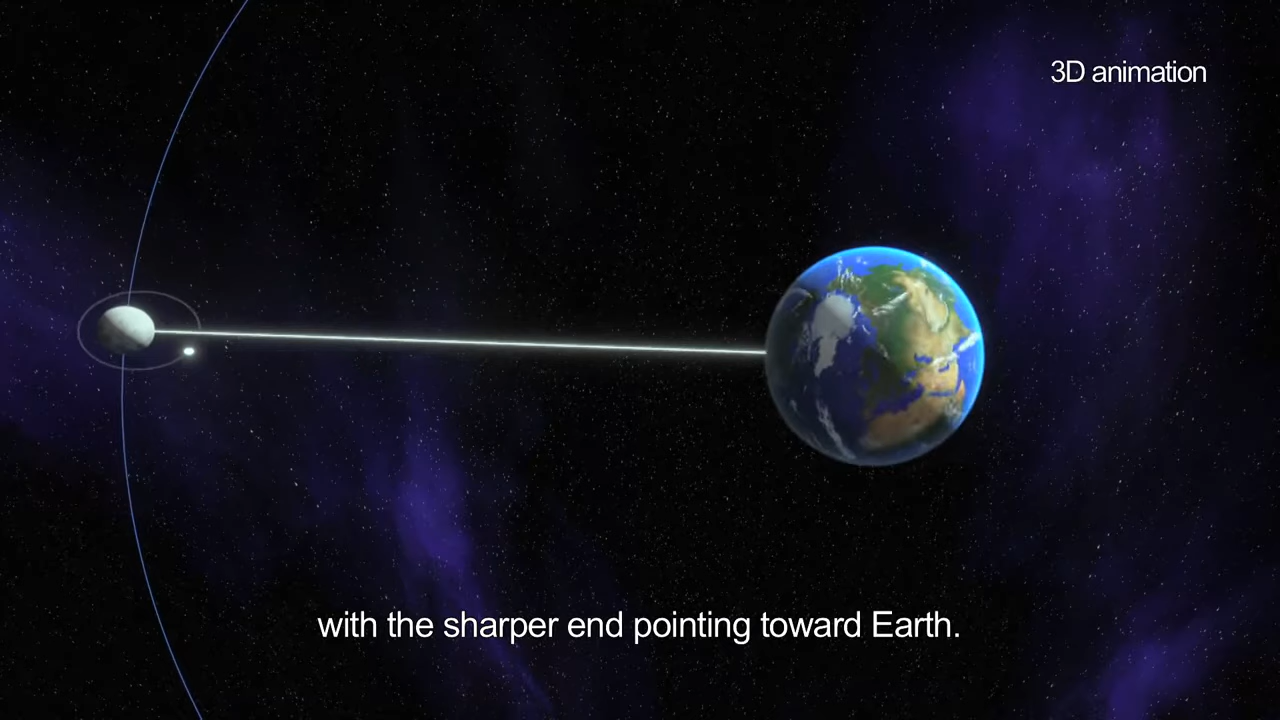 3D animation
with the sharper end pointing toward Earth.